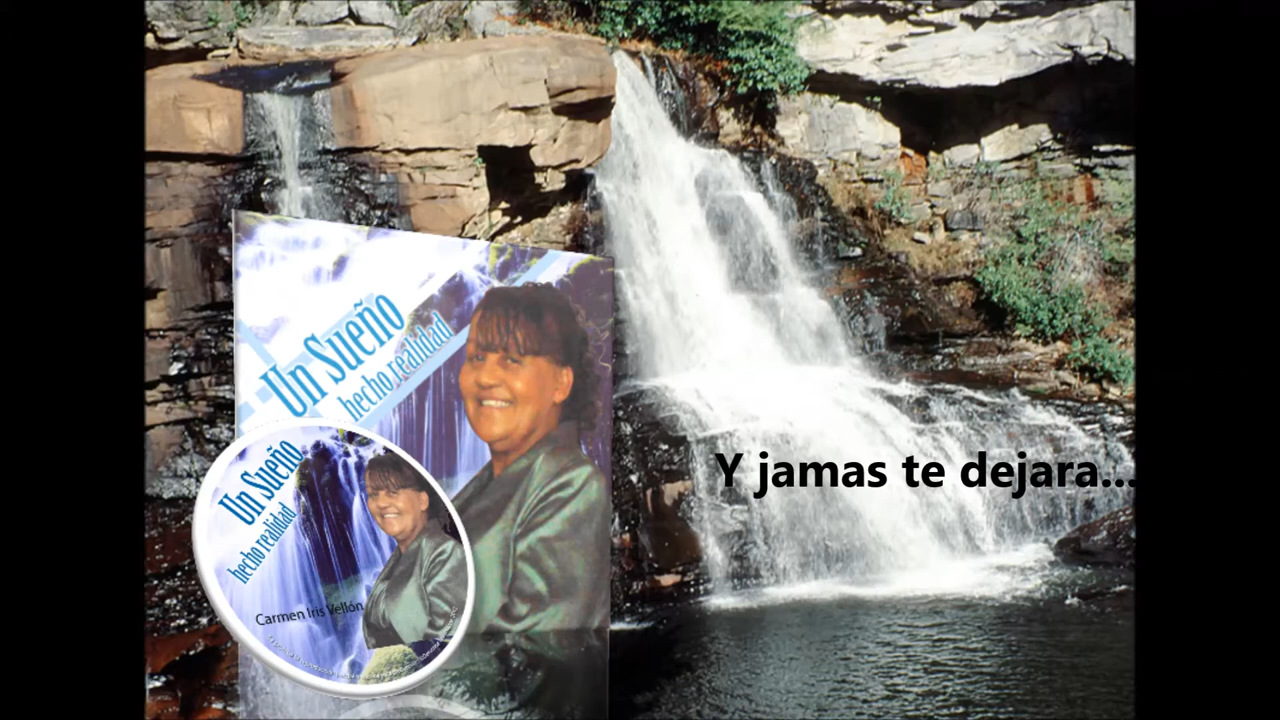 Un Sueño
hecho realidad
Un Sueño
hecho realidad
Carmen Iris Vellón
Y jamas te dejara...